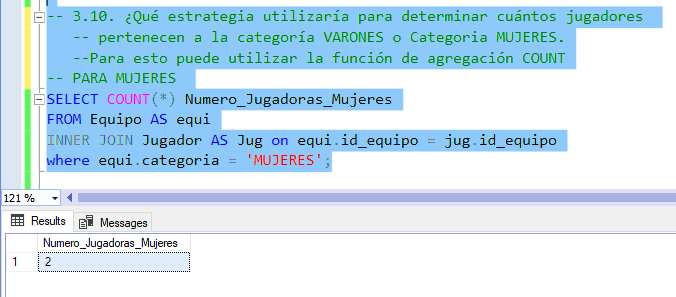 -- 3.10. ¿Qué estrategia utilizaría para determinar cuántos jugadores
-- pertenecen a la categoría VARONES o Categoria MUJERES.
--Para esto puede utilizar la función de agregación COUNT
-- PARA MUJERES
SELECT COUNT(*) Numero_Jugadoras_Mujeres
FROM Equipo AS equi
INNER JOIN Jugador AS Jug on equi.id_equipo = jug.id_equipo
where equi.categoria = 'MUJERES';
121 %
Results Messages
Numero_Jugadoras_Mujeres
1 2